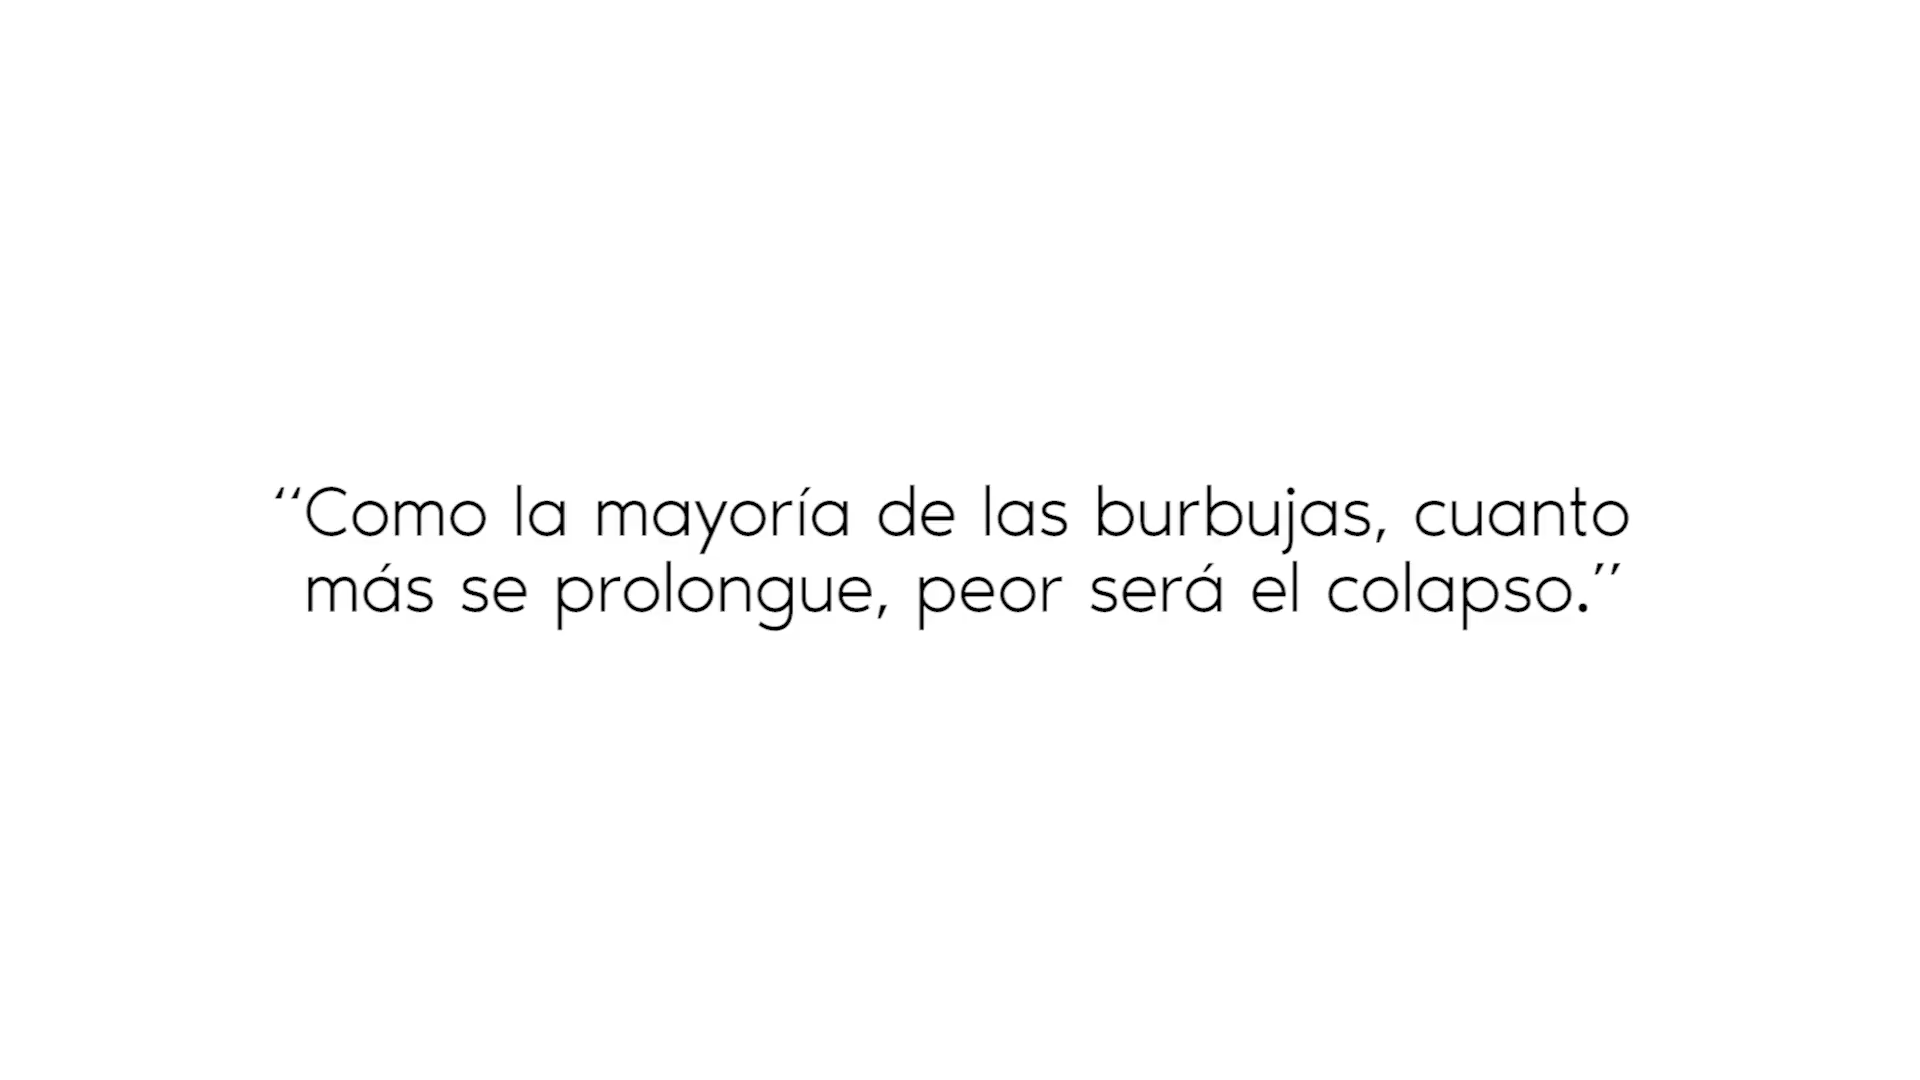 “Como la mayoría de las burbujas, cuanto
más se prolongue, peor será el colapso.”